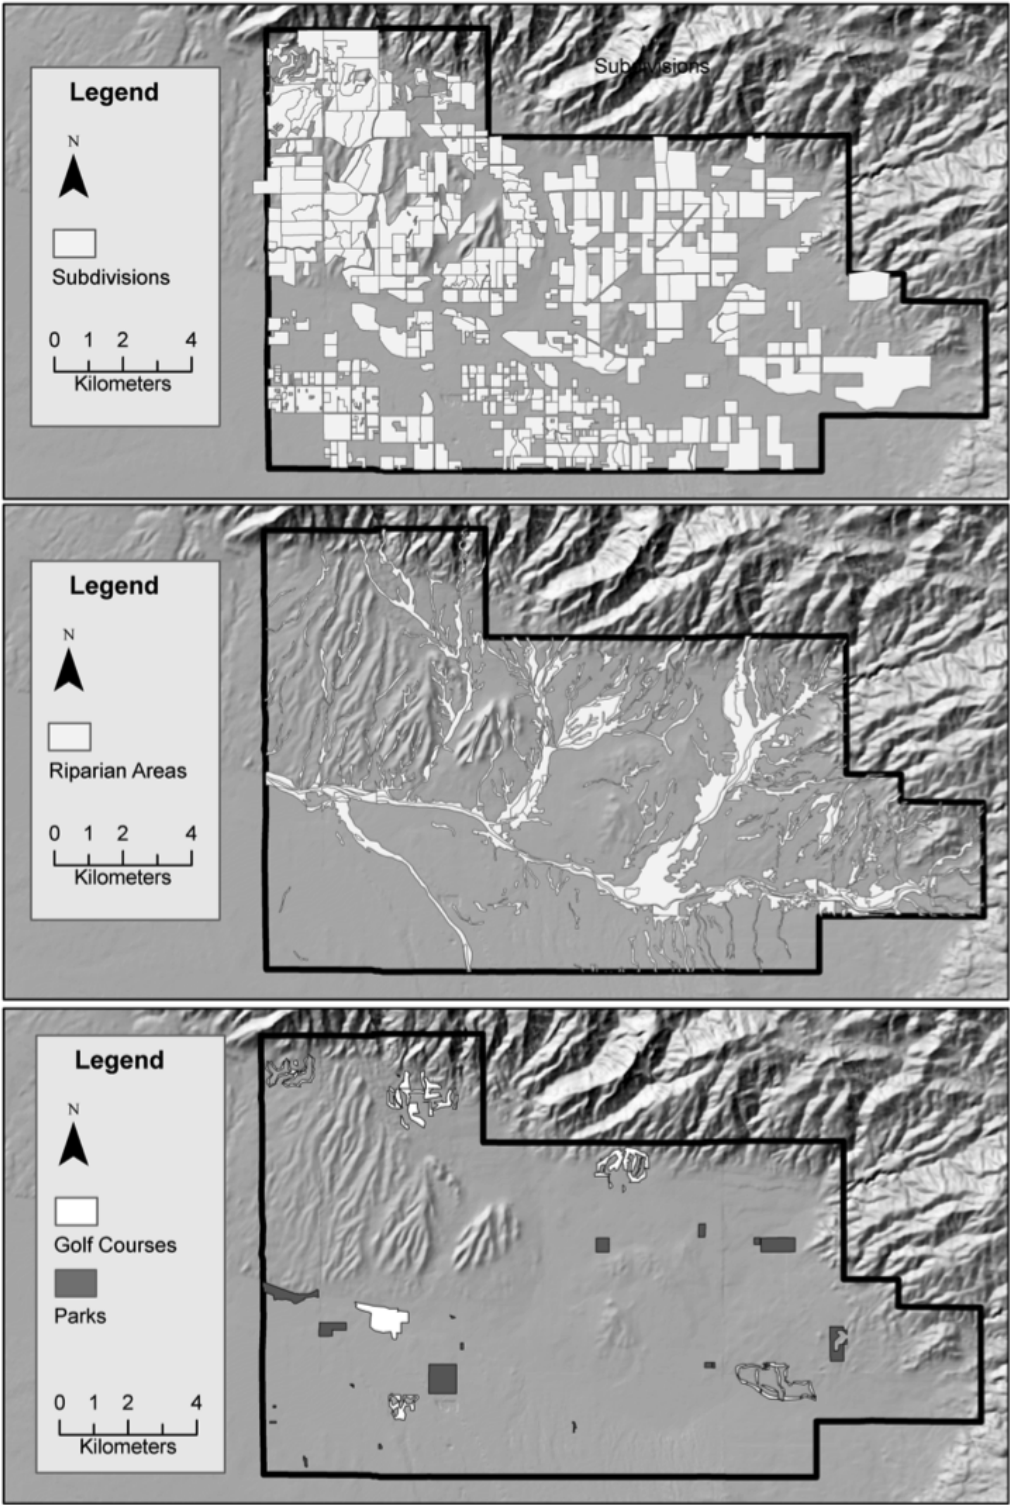 Subdivisions
Legend
N
Subdivisions
0 1 2 4
Kilometers
Legend
N
Riparian Areas
0 1 2 4
Kilometers
Legend
N
Golf Courses
Parks
0 1 2 4
Kilometers